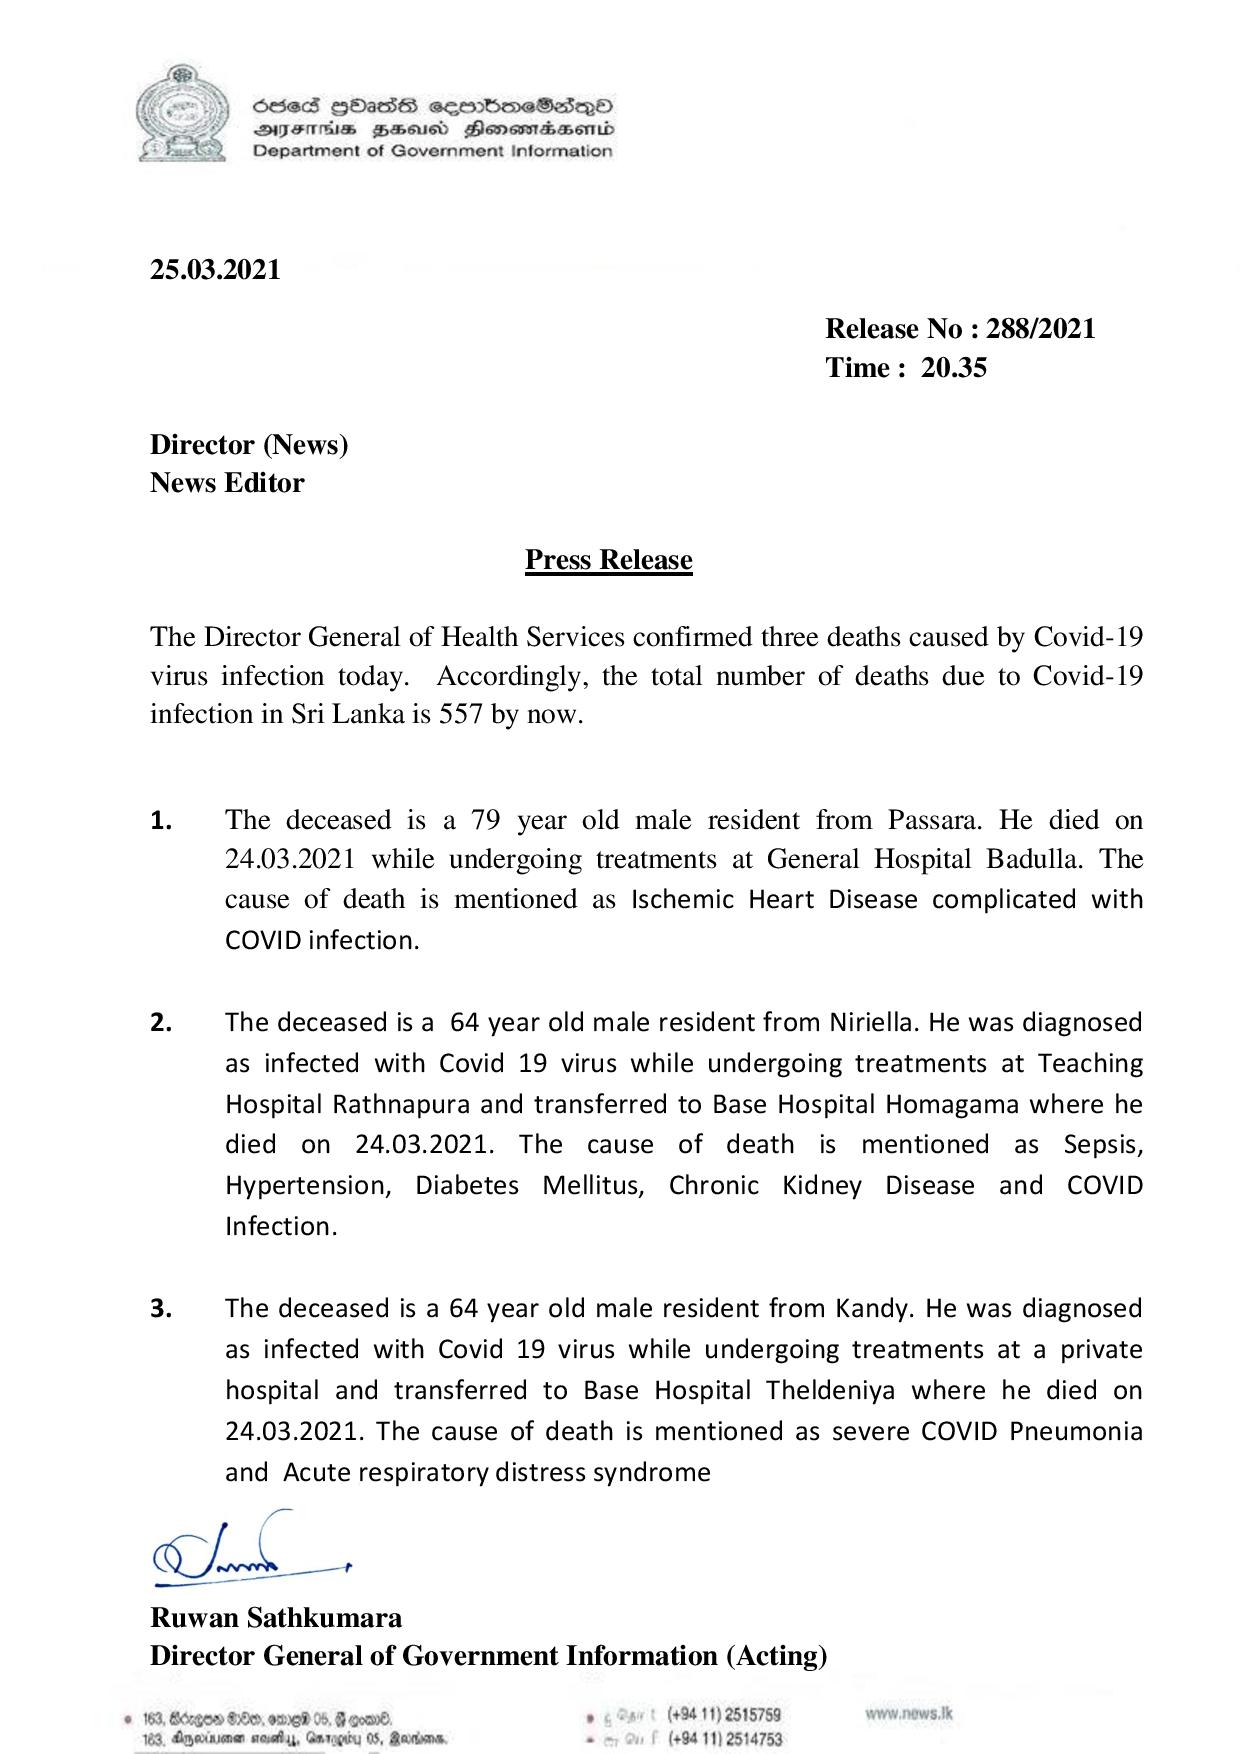 රජයේ ප්‍රවෘත්ති දෙපාර්තමේන්තුව
அரசாங்க தகவல் திணைக்களம்
Department of Government Information
25.03.2021
Release No : 288/2021
Time :  20.35
Director (News)
News Editor
Press Release
The Director General of Health Services confirmed three deaths caused by Covid-19
virus infection today.  Accordingly, the total number of deaths due to Covid-19
infection in Sri Lanka is 557 by now.
1. The deceased is a 79 year old male resident from Passara. He died on
24.03.2021 while undergoing treatments at General Hospital Badulla. The
cause of death is mentioned as Ischemic Heart Disease complicated with
COVID infection.
2. The deceased is a  64 year old male resident from Niriella. He was diagnosed
as infected with Covid 19 virus while undergoing treatments at Teaching
Hospital Rathnapura and transferred to Base Hospital Homagama where he
died on 24.03.2021. The cause of death is mentioned as Sepsis,
Hypertension, Diabetes Mellitus, Chronic Kidney Disease and COVID
Infection.
3. The deceased is a 64 year old male resident from Kandy. He was diagnosed
as infected with Covid 19 virus while undergoing treatments at a private
hospital and transferred to Base Hospital Theldeniya where he died on
24.03.2021. The cause of death is mentioned as severe COVID Pneumonia
and  Acute respiratory distress syndrome
Ruwan Sathkumara
Director General of Government Information (Acting)
163, කිරුලපන මාවත, කොළඹ 05, ශ්‍රී ලංකාව.
163, கிருலப்பனை வெளியு, கொழும்பு 05, இலங்கை.
(+94 11) 2515759
(+94 11) 2514753
www.news.lk